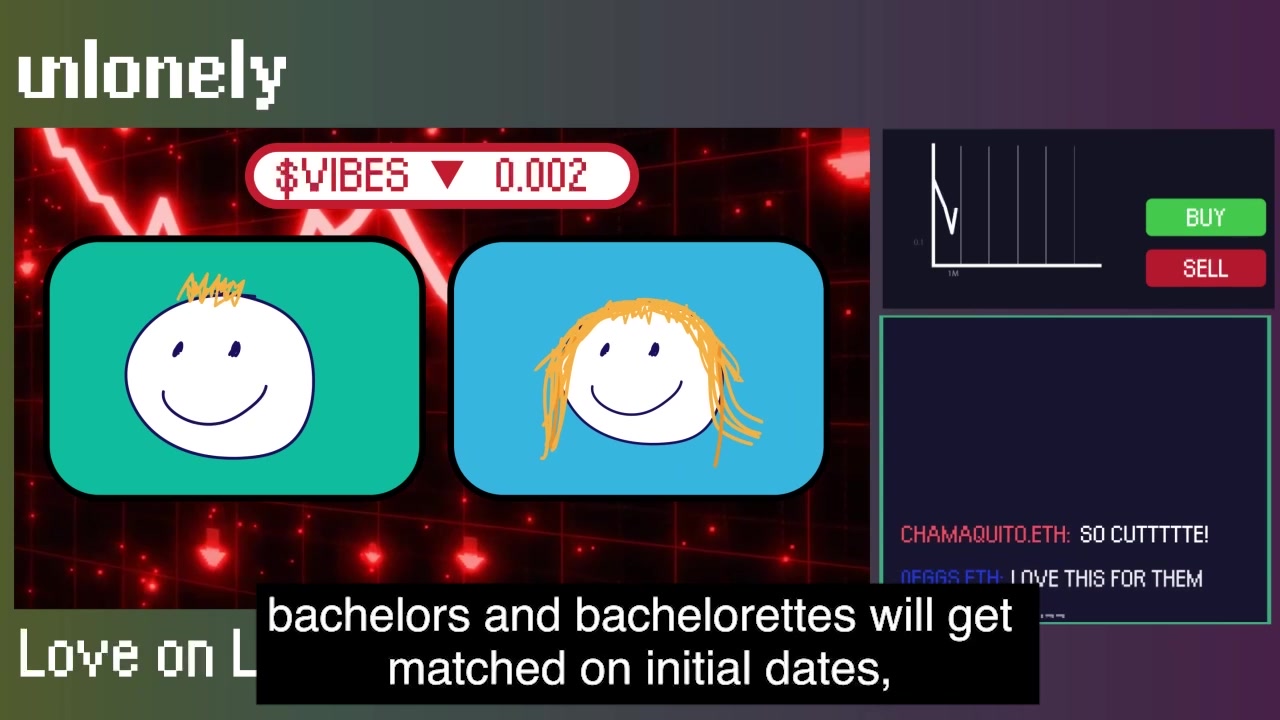 unlonely
$VIBES ▼ 0.002
BUY
SELL
0.1
1M
CHAMAQUITO.ETH: SO CUTTTTTE!
0EGGS.ETH: LOVE THIS FOR THEM
Love on L
bachelors and bachelorettes will get
matched on initial dates,